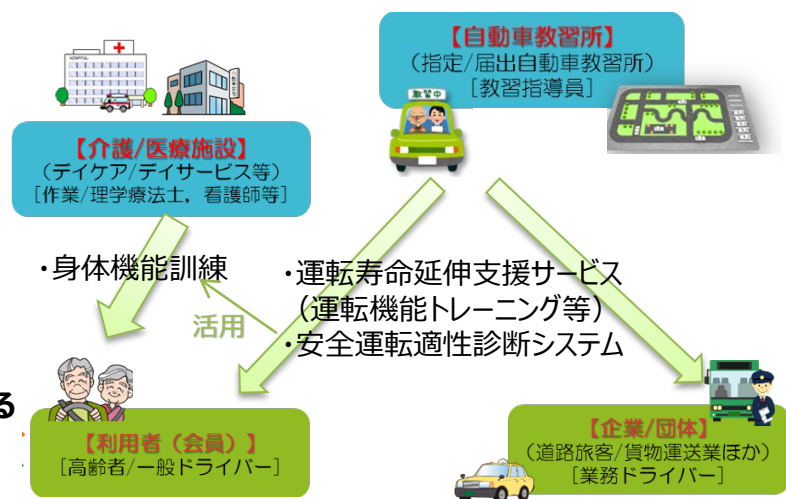 HOSPITAL
【自動車教習所】
（指定/届出自動車教習所）
［教習指導員］
教習中
【介護/医療施設】
（デイケア/デイサービス等）
［作業/理学療法士，看護師等］
・身体機能訓練
・運転寿命延伸支援サービス
（運転機能トレーニング等）
活用
・安全運転適性診断システム
る
【利用者（会員）】
［高齢者/一般ドライバー］
【企業/団体】
（道路旅客/貨物運送業ほか）
［業務ドライバー］